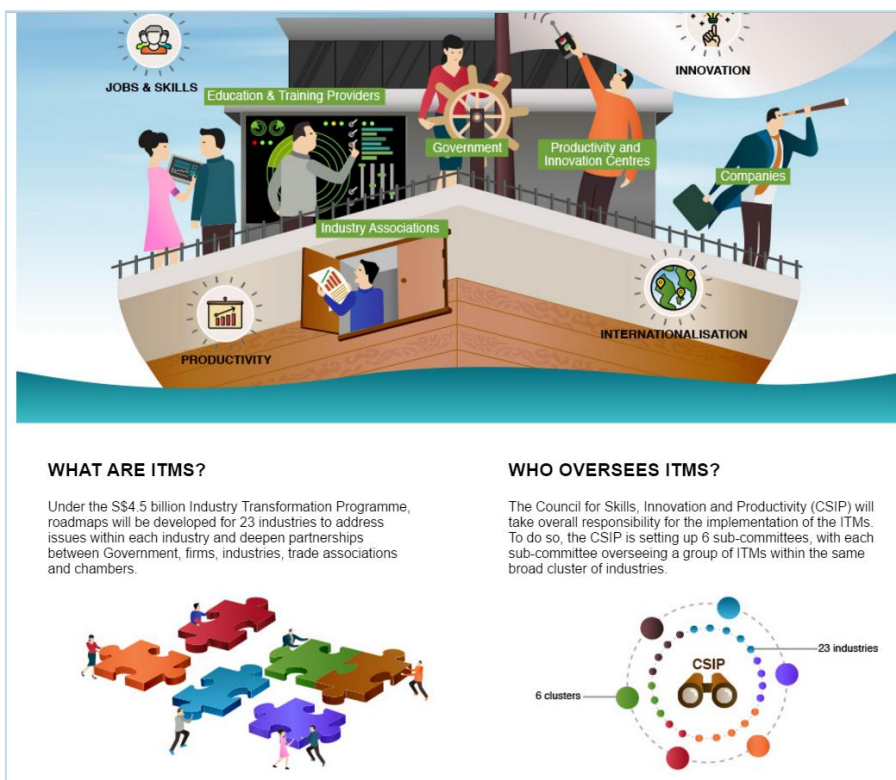 JOBS & SKILLS
INNOVATION
Education & Training Providers
Government
Productivity and
Innovation Centres
Companies
Industry Associations
PRODUCTIVITY
INTERNATIONALISATION
WHAT ARE ITMS?
Under the S$4.5 billion Industry Transformation Programme,
roadmaps will be developed for 23 industries to address
issues within each industry and deepen partnerships
between Government, firms, industries, trade associations
and chambers.
WHO OVERSEES ITMS?
The Council for Skills, Innovation and Productivity (CSIP) will
take overall responsibility for the implementation of the ITMs.
To do so, the CSIP is setting up 6 sub-committees, with each
sub-committee overseeing a group of ITMs within the same
broad cluster of industries.
23 industries
CSIP
6 clusters